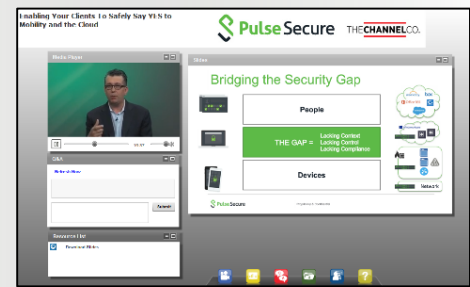 Enabling Your Clients To Safely Say YES to
Mobility and the Cloud
Pulse Secure
THE CHANNEL CO.
Media Player
Slides
Bridging the Security Gap
People
THE GAP =
Lacking Context
Lacking Control
Lacking Compliance
Devices
Network
Pulse Secure
Q&A
Submit
Resource List